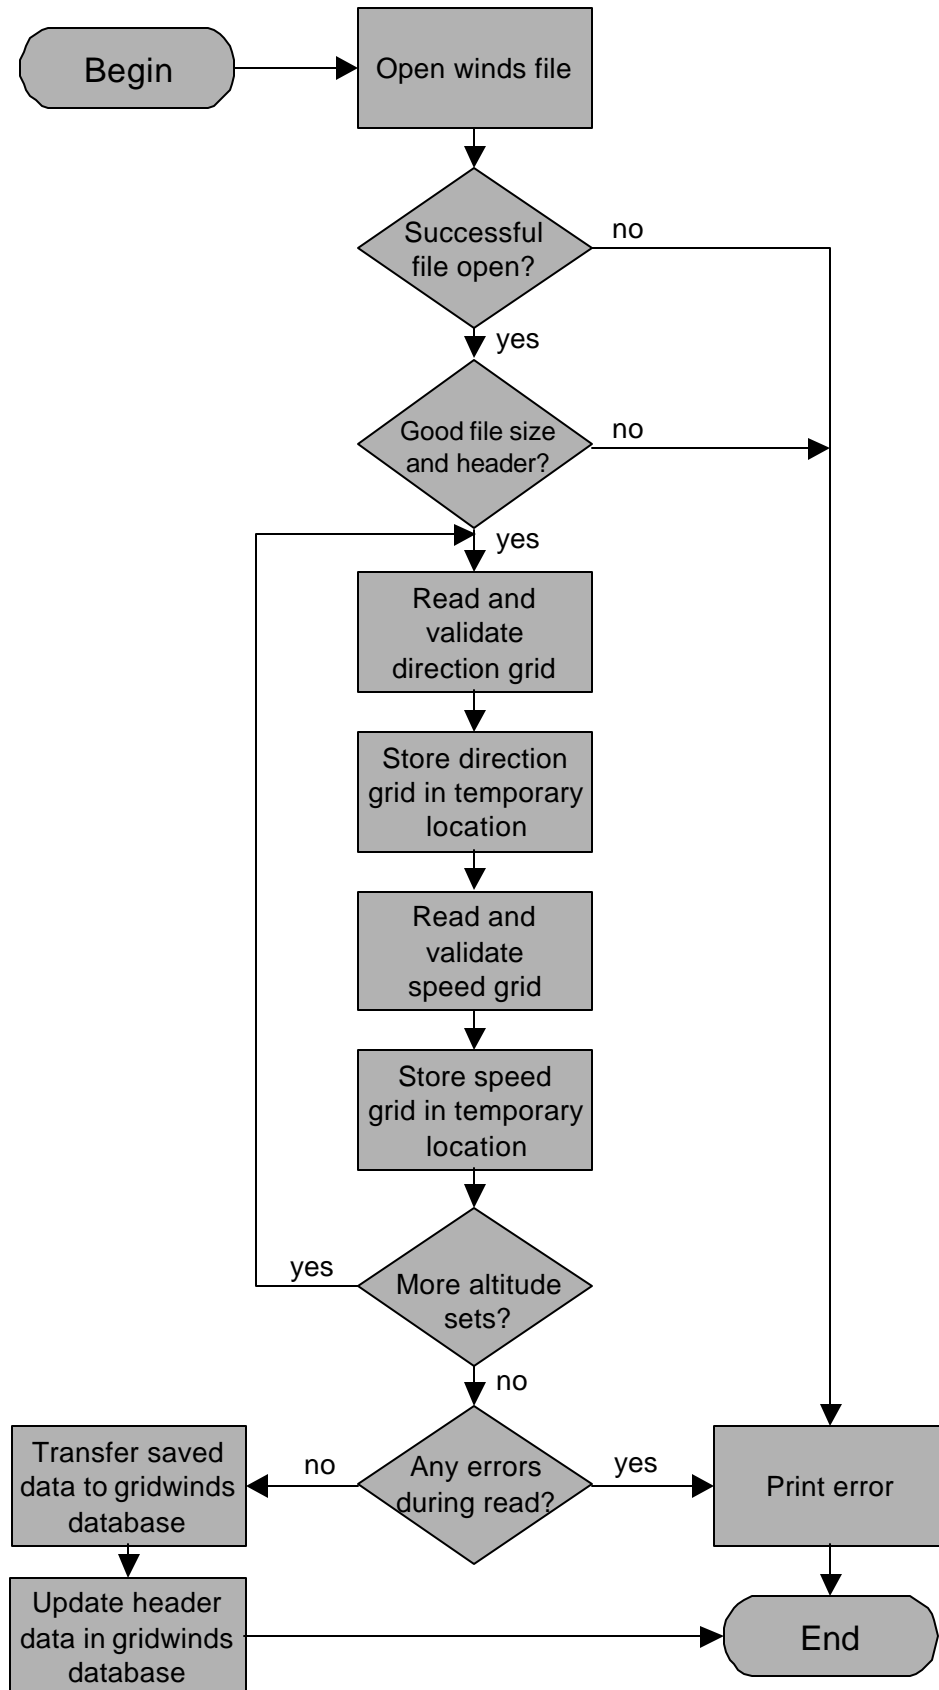 Begin
Open winds file
Successful
file open?
no
yes
Good file size
and header?
no
yes
Read and
validate
direction grid
Store direction
grid in temporary
location
Read and
validate
speed grid
Store speed
grid in temporary
location
yes
More altitude
sets?
no
Transfer saved
data to gridwinds
database
no
Any errors
during read?
yes
Print error
Update header
data in gridwinds
database
End